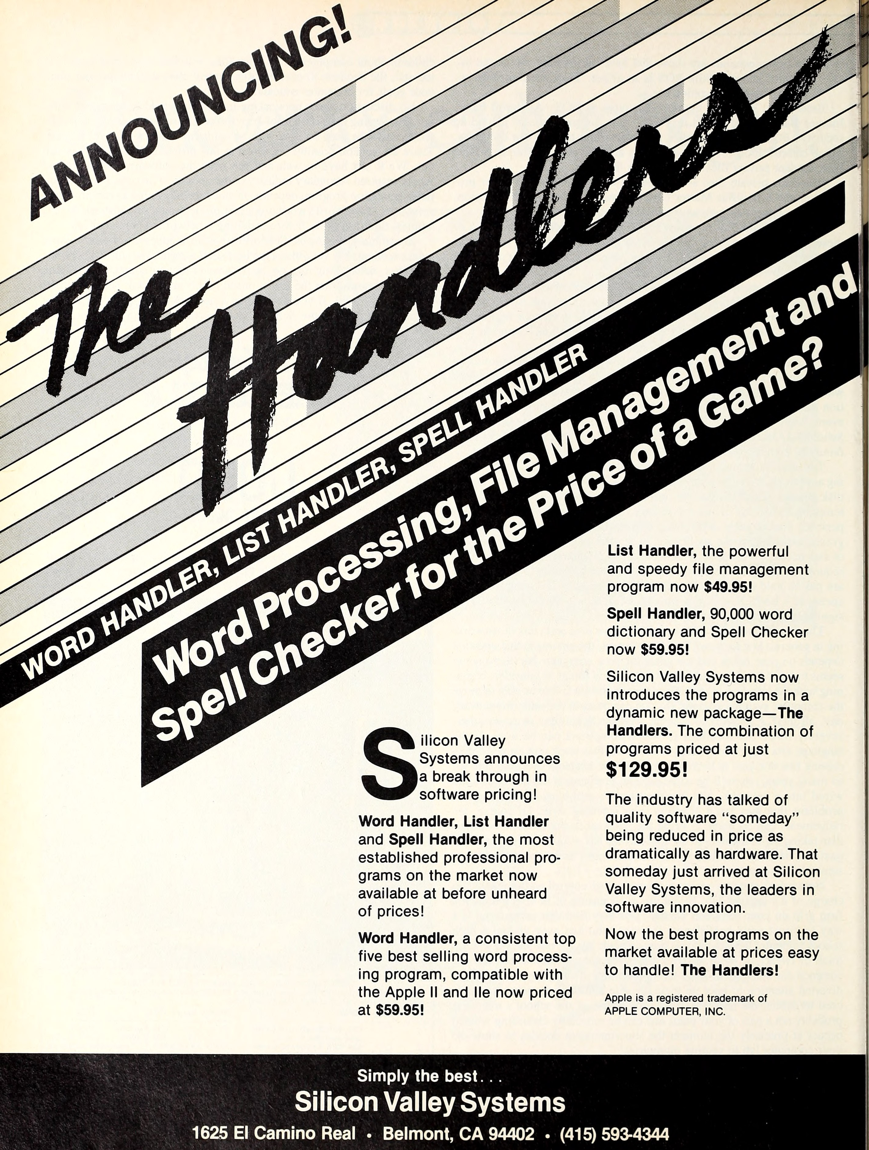 ANNOUNCING!
The
Handlers
WORD HANDLER, LIST HANDLER, SPELL HANDLER
Word Processing, File Management and
Spell Checker for the Price of a Game?
Silicon Valley
Systems announces
a break through in
software pricing!
Word Handler, List Handler
and Spell Handler, the most
established professional pro-
grams on the market now
available at before unheard
of prices!
Word Handler, a consistent top
five best selling word process-
ing program, compatible with
the Apple II and IIe now priced
at $59.95!
List Handler, the powerful
and speedy file management
program now $49.95!
Spell Handler, 90,000 word
dictionary and Spell Checker
now $59.95!
Silicon Valley Systems now
introduces the programs in a
dynamic new package—The
Handlers. The combination of
programs priced at just
$129.95!
The industry has talked of
quality software “someday”
being reduced in price as
dramatically as hardware. That
someday just arrived at Silicon
Valley Systems, the leaders in
software innovation.
Now the best programs on the
market available at prices easy
to handle! The Handlers!
Apple is a registered trademark of
APPLE COMPUTER, INC.
Simply the best...
Silicon Valley Systems
1625 El Camino Real • Belmont, CA 94402 • (415) 593-4344